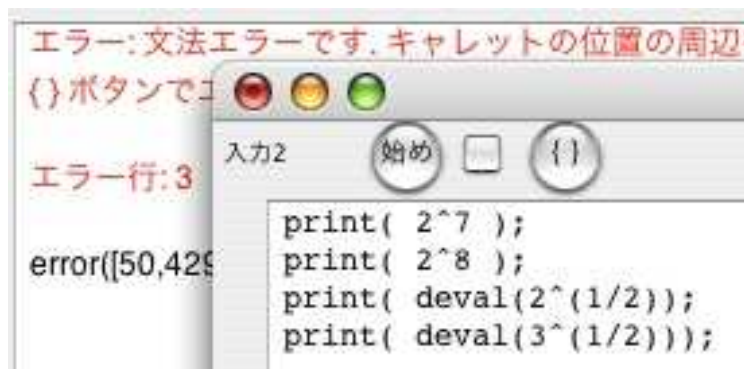 エラー: 文法エラーです. キャレットの位置の周辺
{ } ボタンで
エラー行: 3
error([50,429
入力2
始め
{ }
print( 2^7 );
print( 2^8 );
print( deval(2^(1/2));
print( deval(3^(1/2)));